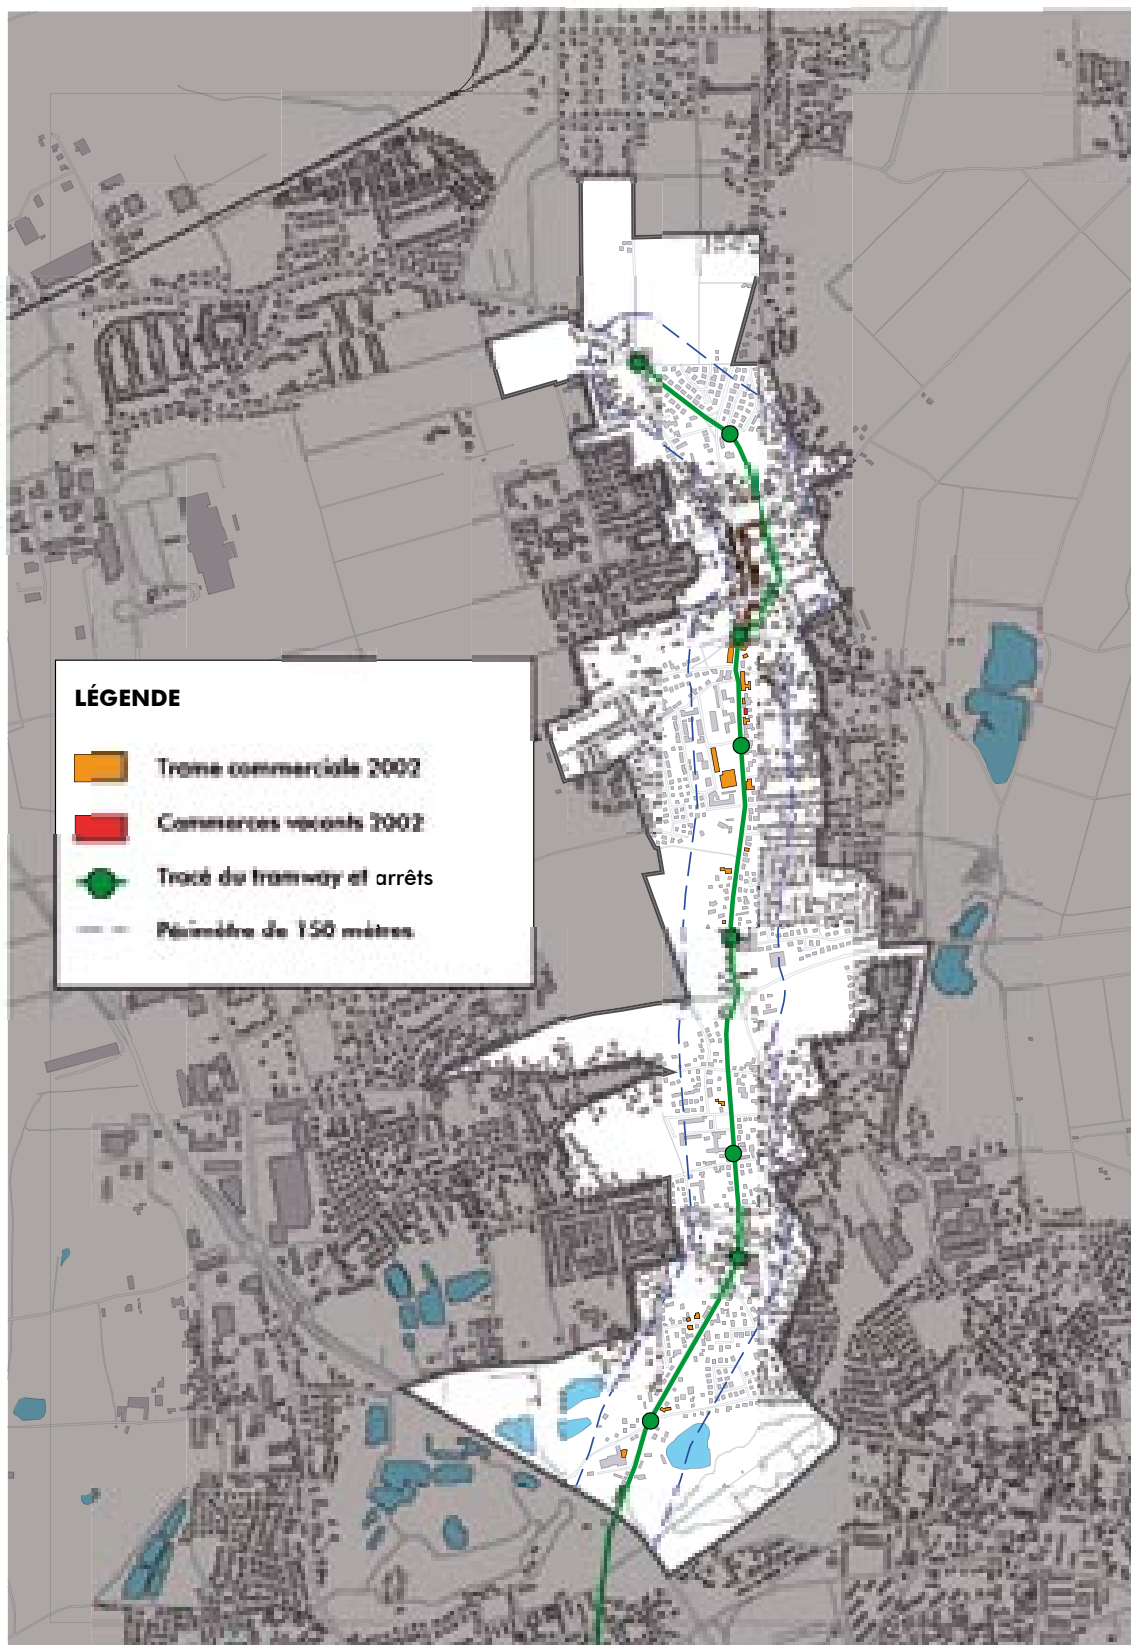 LÉGENDE
Trame commerciale 2002
Commerces vacants 2002
Tracé du tramway et arrêts
Périmètre de 150 mètres